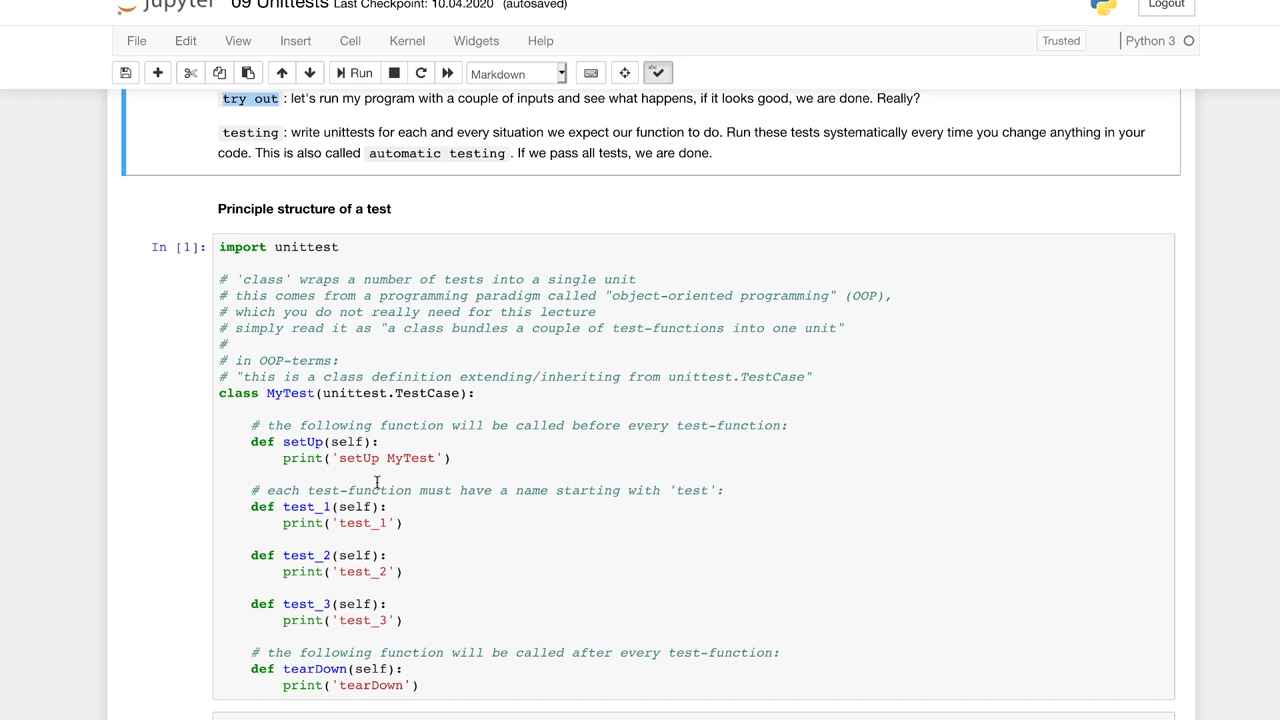 jupyter 09 Unittests Last Checkpoint: 10.04.2020 (autosaved) Logout
File Edit View Insert Cell Kernel Widgets Help Trusted Python 3
Run Markdown
try out : let's run my program with a couple of inputs and see what happens, if it looks good, we are done. Really?
testing : write unittests for each and every situation we expect our function to do. Run these tests systematically every time you change anything in your
code. This is also called automatic testing . If we pass all tests, we are done.
Principle structure of a test
In [1]: import unittest
# 'class' wraps a number of tests into a single unit
# this comes from a programming paradigm called "object-oriented programming" (OOP),
# which you do not really need for this lecture
# simply read it as "a class bundles a couple of test-functions into one unit"
#
# in OOP-terms:
# "this is a class definition extending/inheriting from unittest.TestCase"
class MyTest(unittest.TestCase):
# the following function will be called before every test-function:
def setUp(self):
print('setUp MyTest')
# each test-function must have a name starting with 'test':
def test_1(self):
print('test_1')
def test_2(self):
print('test_2')
def test_3(self):
print('test_3')
# the following function will be called after every test-function:
def tearDown(self):
print('tearDown')